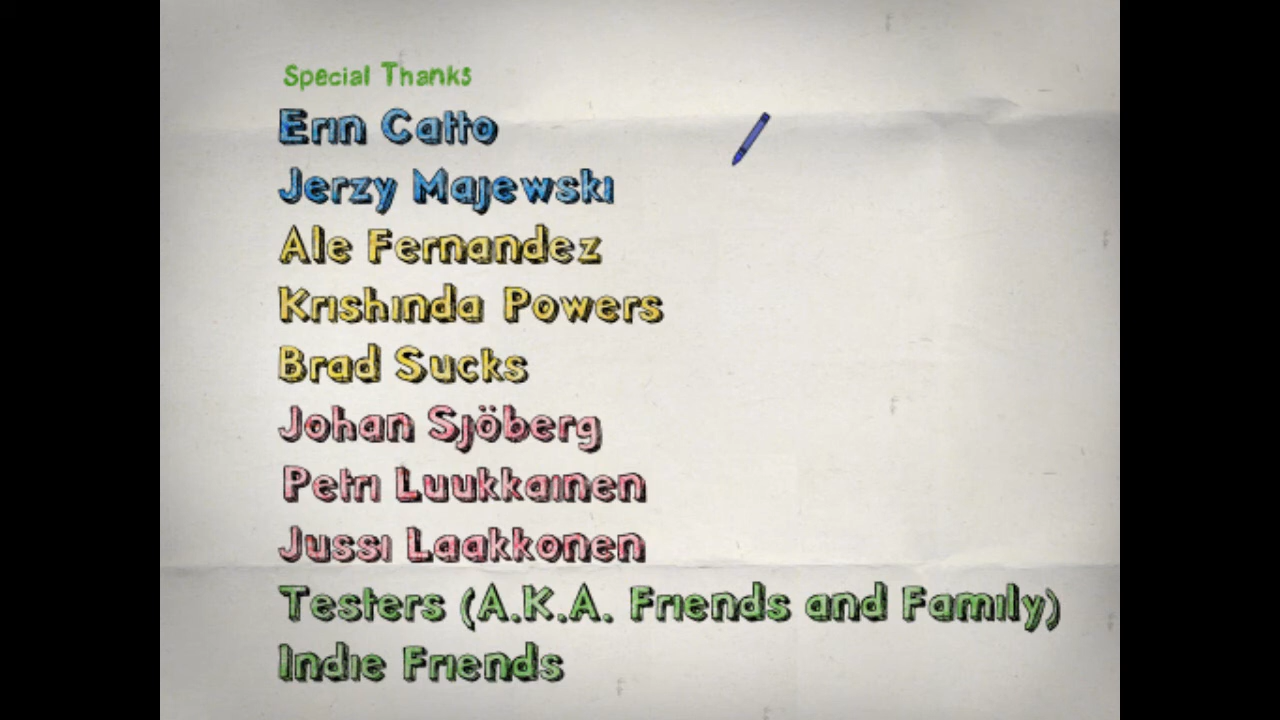 Special Thanks
Erin Catto
Jerzy Majewski
Ale Fernandez
Krishinda Powers
Brad Sucks
Johan Sjöberg
Petri Luukkainen
Jussi Laakkonen
Testers (A.K.A. Friends and Family)
Indie Friends